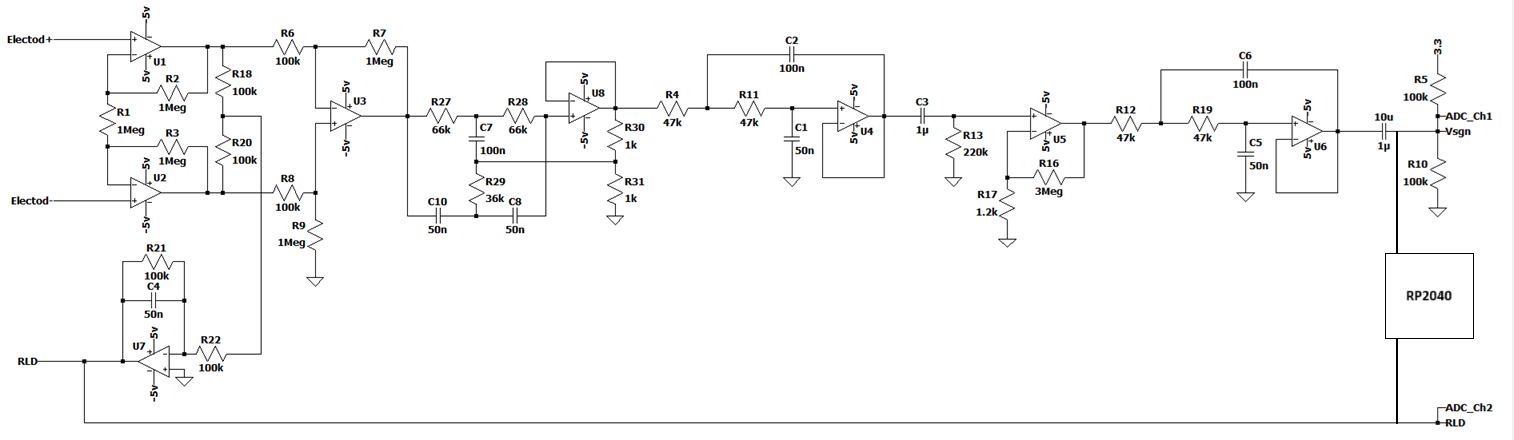 Electod+
-5v
5v
U1
R2
1Meg
R1
1Meg
R3
1Meg
5v
U2
-5v
Electod-
R18
100k
R20
100k
R6
100k
R7
1Meg
5v
U3
-5v
R8
100k
R9
1Meg
R27
66k
R28
66k
C7
100n
R29
36k
C10
50n
C8
50n
5v
U8
-5v
R30
1k
R31
1k
R4
47k
R11
47k
C2
100n
C1
50n
-5v
5v
U4
C3
1µ
R13
220k
-5v
5v
U5
R16
3Meg
R17
1.2k
R12
47k
R19
47k
C6
100n
C5
50n
-5v
5v
U6
10u
1µ
3.3
R5
100k
ADC_Ch1
Vsgn
R10
100k
RP2040
R21
100k
C4
50n
5v
U7
-5v
R22
100k
RLD
ADC_Ch2
RLD